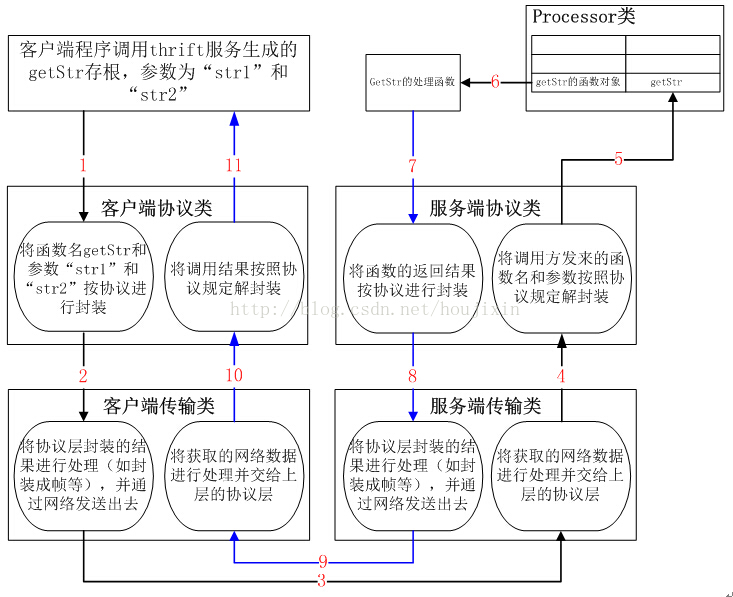 Processor类
客户端程序调用thrift服务生成的
getStr存根，参数为“str1”和
“str2”
GetStr的处理函数
6
getStr的函数对象
getStr
1
11
7
5
客户端协议类
服务端协议类
将函数名getStr和
参数“str1”和
“str2”按协议进
行封装
将调用结果按照协
议规定解封装
将函数的返回结果
按协议进行封装
将调用方发来的函
数名和参数按照协
议规定解封装
http://blog.csdn.net/houjixin
2
10
8
4
客户端传输类
服务端传输类
将协议层封装的结
果进行处理（如封
装成帧等），并通
过网络发送出去
将获取的网络数据
进行处理并交给上
层的协议层
将协议层封装的结
果进行处理（如封
装成帧等），并通
过网络发送出去
将获取的网络数据
进行处理并交给上
层的协议层
9
3